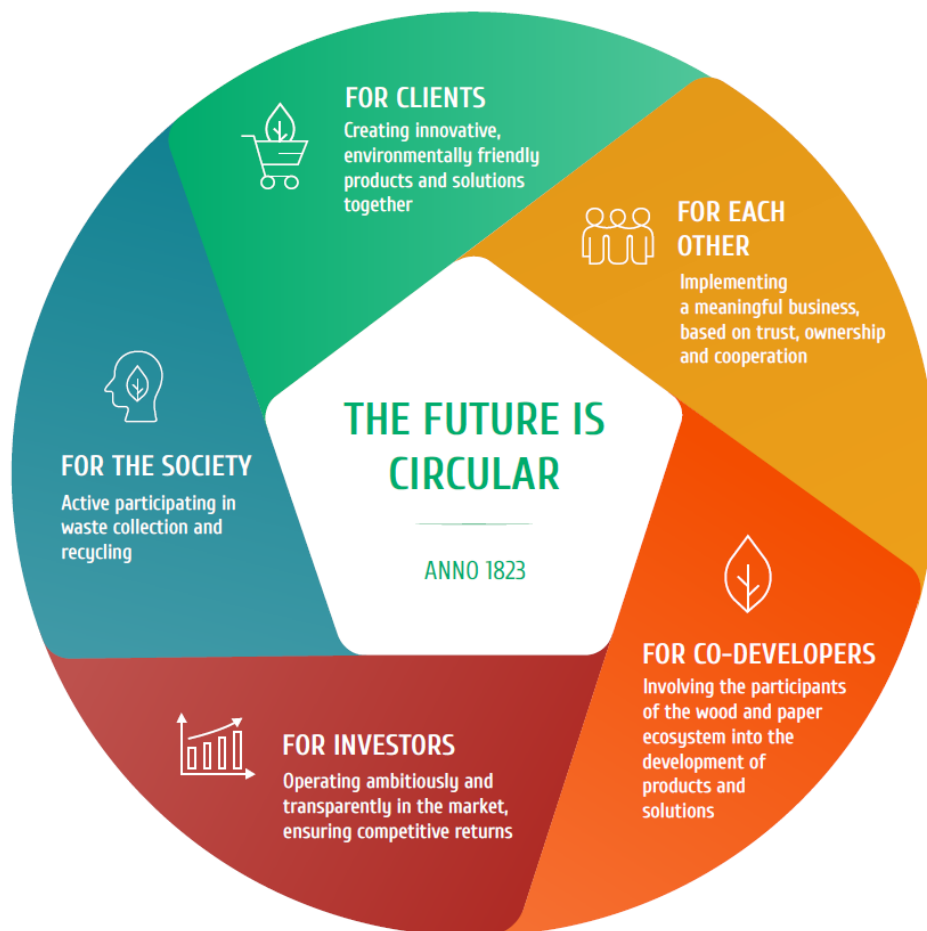 FOR CLIENTS
Creating innovative,
environmentally friendly
products and solutions
together
FOR EACH
OTHER
Implementing
a meaningful business,
based on trust, ownership
and cooperation
THE FUTURE IS
CIRCULAR
ANNO 1823
FOR THE SOCIETY
Active participating in
waste collection and
recycling
FOR CO-DEVELOPERS
Involving the participants
of the wood and paper
ecosystem into the
development of
products and
solutions
FOR INVESTORS
Operating ambitiously and
transparently in the market,
ensuring competitive returns